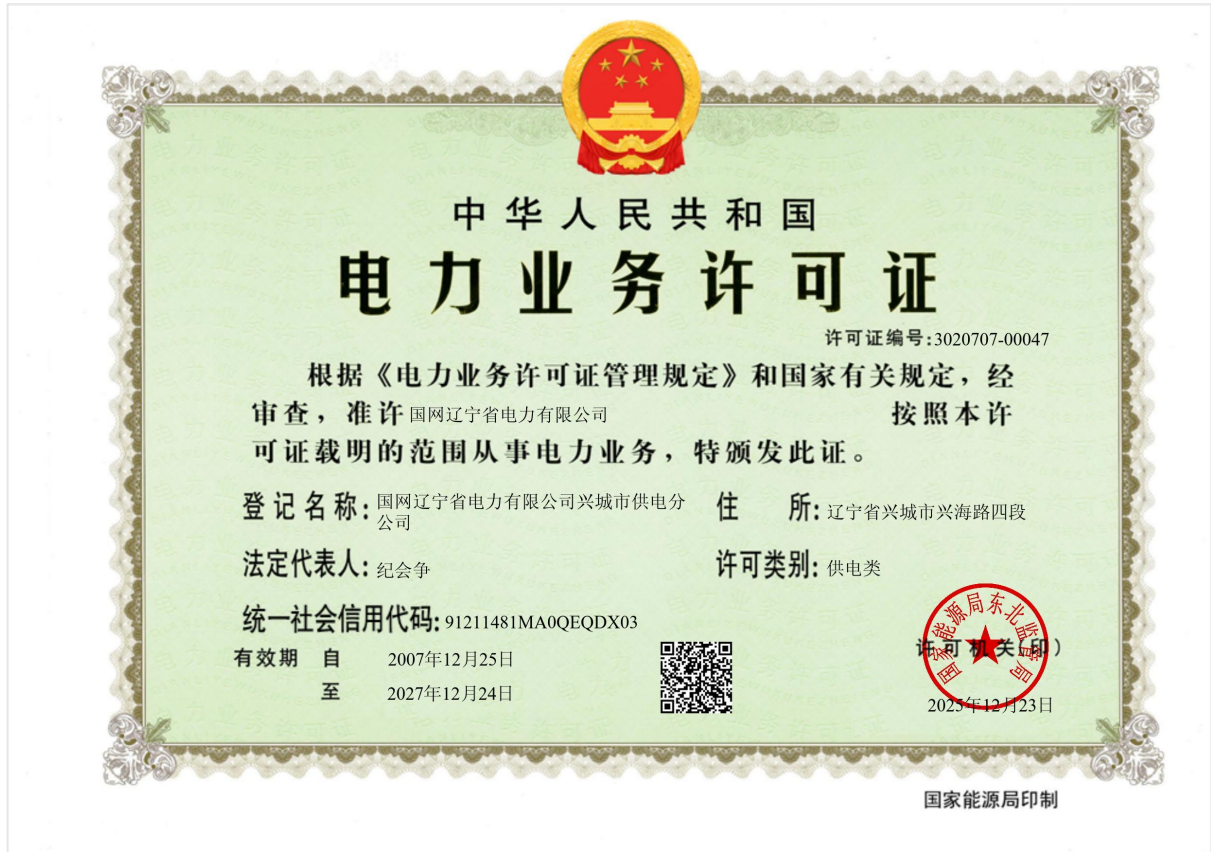 中华人民共和国
电力业务许可证
许可证编号:3020707-00047
根据《电力业务许可证管理规定》和国家有关规定,经
审查,准许国网辽宁省电力有限公司 按照本许
可证载明的范围从事电力业务,特颁发此证。
登记名称:国网辽宁省电力有限公司兴城市供电分
公司
住 所:辽宁省兴城市兴海路四段
法定代表人:纪会争
许可类别:供电类
统一社会信用代码:91211481MA0QEQDX03
有效期 自 2007年12月25日
至 2027年12月24日
国家能源局东北监管局
许可机关(印)
2025年12月23日
国家能源局印制